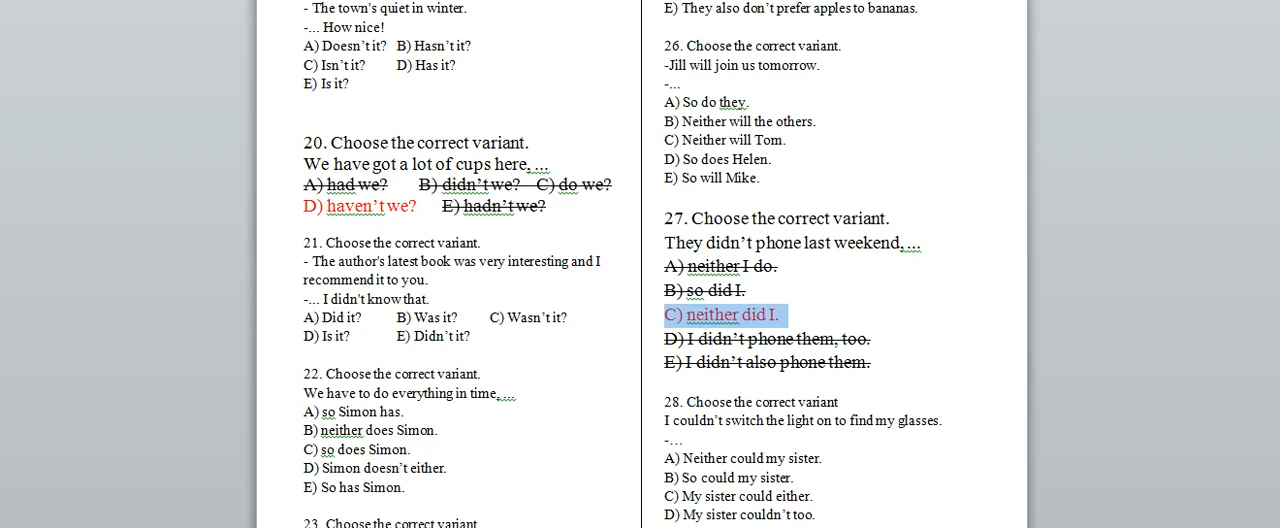 - The town's quiet in winter.
-... How nice!
A) Doesn't it? B) Hasn't it?
C) Isn't it? D) Has it?
E) Is it?
20. Choose the correct variant.
We have got a lot of cups here, ...
A) had we? B) didn't we? C) do we?
D) haven't we? E) hadn't we?
21. Choose the correct variant.
- The author's latest book was very interesting and I
recommend it to you.
-... I didn't know that.
A) Did it? B) Was it? C) Wasn't it?
D) Is it? E) Didn't it?
22. Choose the correct variant.
We have to do everything in time, ...
A) so Simon has.
B) neither does Simon.
C) so does Simon.
D) Simon doesn't either.
E) So has Simon.
23. Choose the correct variant
E) They also don't prefer apples to bananas.
26. Choose the correct variant.
-Jill will join us tomorrow.
-...
A) So do they.
B) Neither will the others.
C) Neither will Tom.
D) So does Helen.
E) So will Mike.
27. Choose the correct variant.
They didn't phone last weekend, ...
A) neither I do.
B) so did I.
C) neither did I.
D) I didn't phone them, too.
E) I didn't also phone them.
28. Choose the correct variant
I couldn't switch the light on to find my glasses.
-...
A) Neither could my sister.
B) So could my sister.
C) My sister could either.
D) My sister couldn't too.